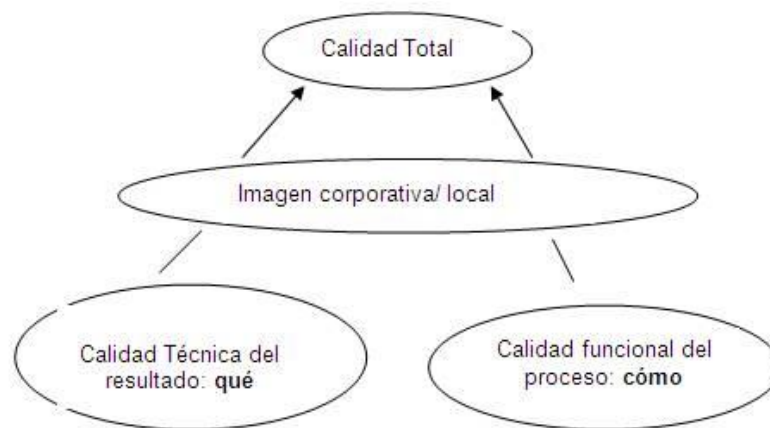 Calidad Total
Imagen corporativa/ local
Calidad Técnica del
resultado: qué
Calidad funcional del
proceso: cómo